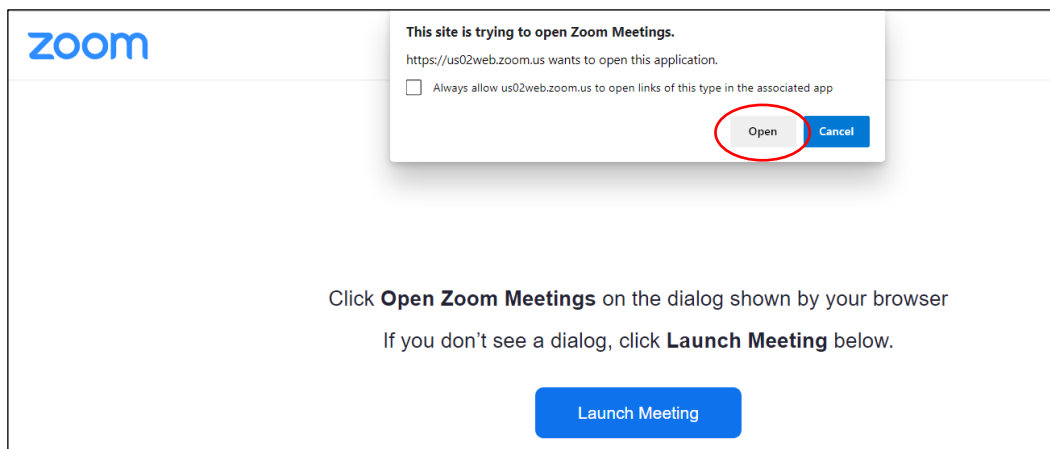 zoom
This site is trying to open Zoom Meetings.
https://us02web.zoom.us wants to open this application.
Always allow us02web.zoom.us to open links of this type in the associated app
Open
Cancel
Click Open Zoom Meetings on the dialog shown by your browser
If you don't see a dialog, click Launch Meeting below.
Launch Meeting